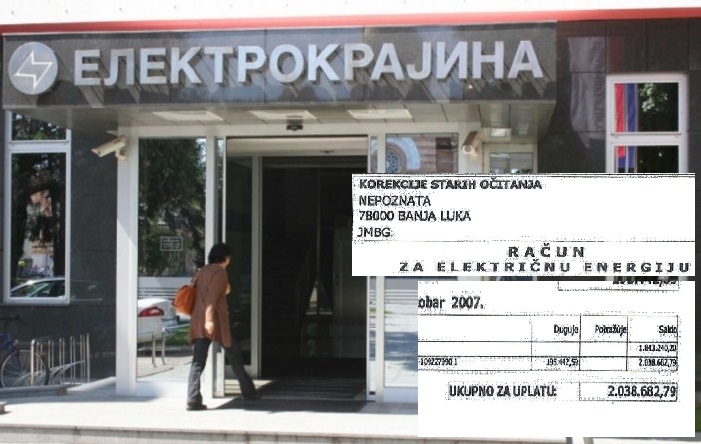 ЕЛЕКТРОКРАЈИНА
KOREKCIJE STARIH OČITANJA
NEPOZNATA
78000 BANJA LUKA
JMBG
RAČUN
ZA ELEKTRIČNU ENERGIJU
obar 2007.
Duguje Potražuje Saldo
1.843.240,20
195.442,59 2.038.682,79
UKUPNO ZA UPLATU: 2.038.682,79